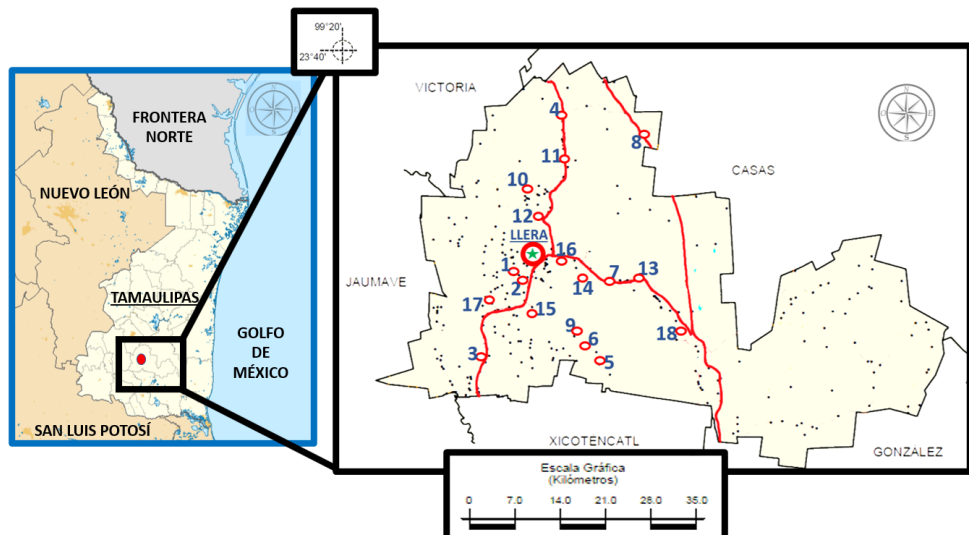 99°20'
23°40'
FRONTERA
NORTE
NUEVO LEÓN
TAMAULIPAS
GOLFO
DE
MÉXICO
SAN LUIS POTOSÍ
N
O
E
S
VICTORIA
4
8
11
CASAS
10
12
LLERA
16
JAUMAVE
1
2
14
7
13
17
15
9
6
18
3
5
XICOTENCATL
GONZÁLEZ
Escala Gráfica
(Kilómetros)
0 7.0 14.0 21.0 28.0 35.0